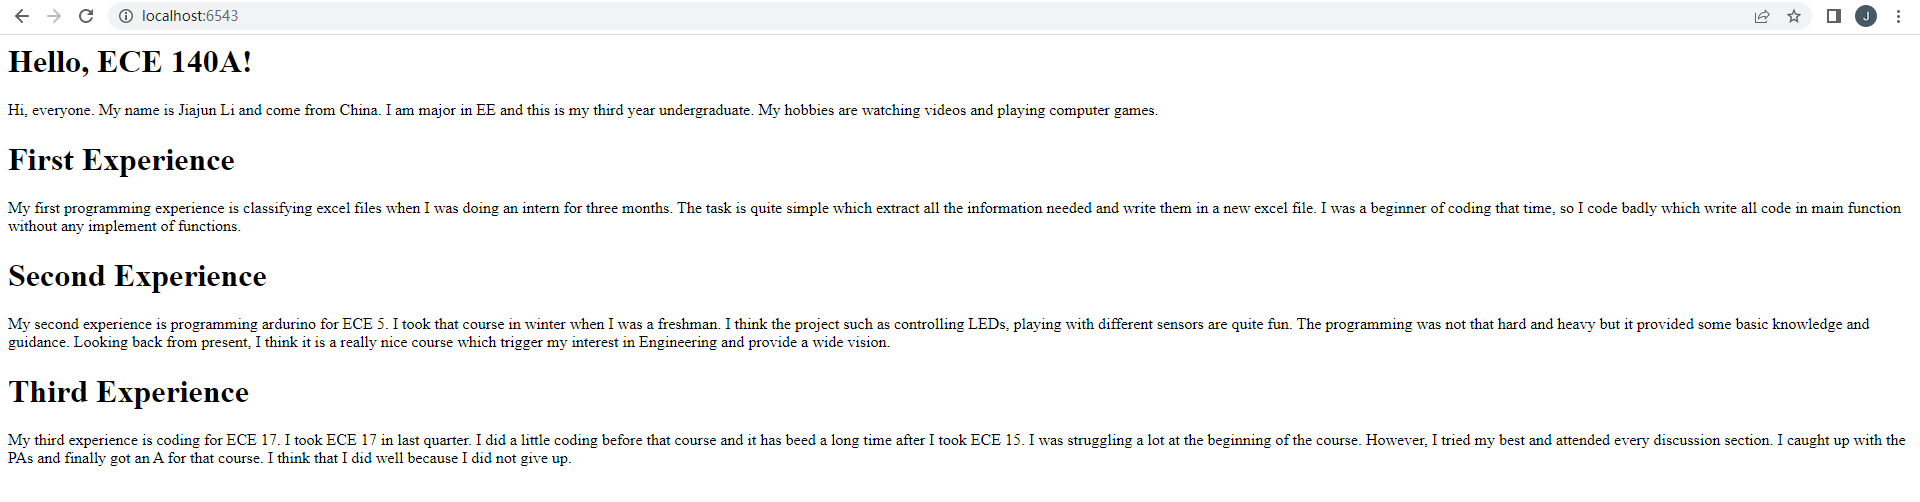 localhost:6543
J
Hello, ECE 140A!
Hi, everyone. My name is Jiajun Li and come from China. I am major in EE and this is my third year undergraduate. My hobbies are watching videos and playing computer games.
First Experience
My first programming experience is classifying excel files when I was doing an intern for three months. The task is quite simple which extract all the information needed and write them in a new excel file. I was a beginner of coding that time, so I code badly which write all code in main function
without any implement of functions.
Second Experience
My second experience is programming ardurino for ECE 5. I took that course in winter when I was a freshman. I think the project such as controlling LEDs, playing with different sensors are quite fun. The programming was not that hard and heavy but it provided some basic knowledge and
guidance. Looking back from present, I think it is a really nice course which trigger my interest in Engineering and provide a wide vision.
Third Experience
My third experience is coding for ECE 17. I took ECE 17 in last quarter. I did a little coding before that course and it has beed a long time after I took ECE 15. I was struggling a lot at the beginning of the course. However, I tried my best and attended every discussion section. I caught up with the
PAs and finally got an A for that course. I think that I did well because I did not give up.